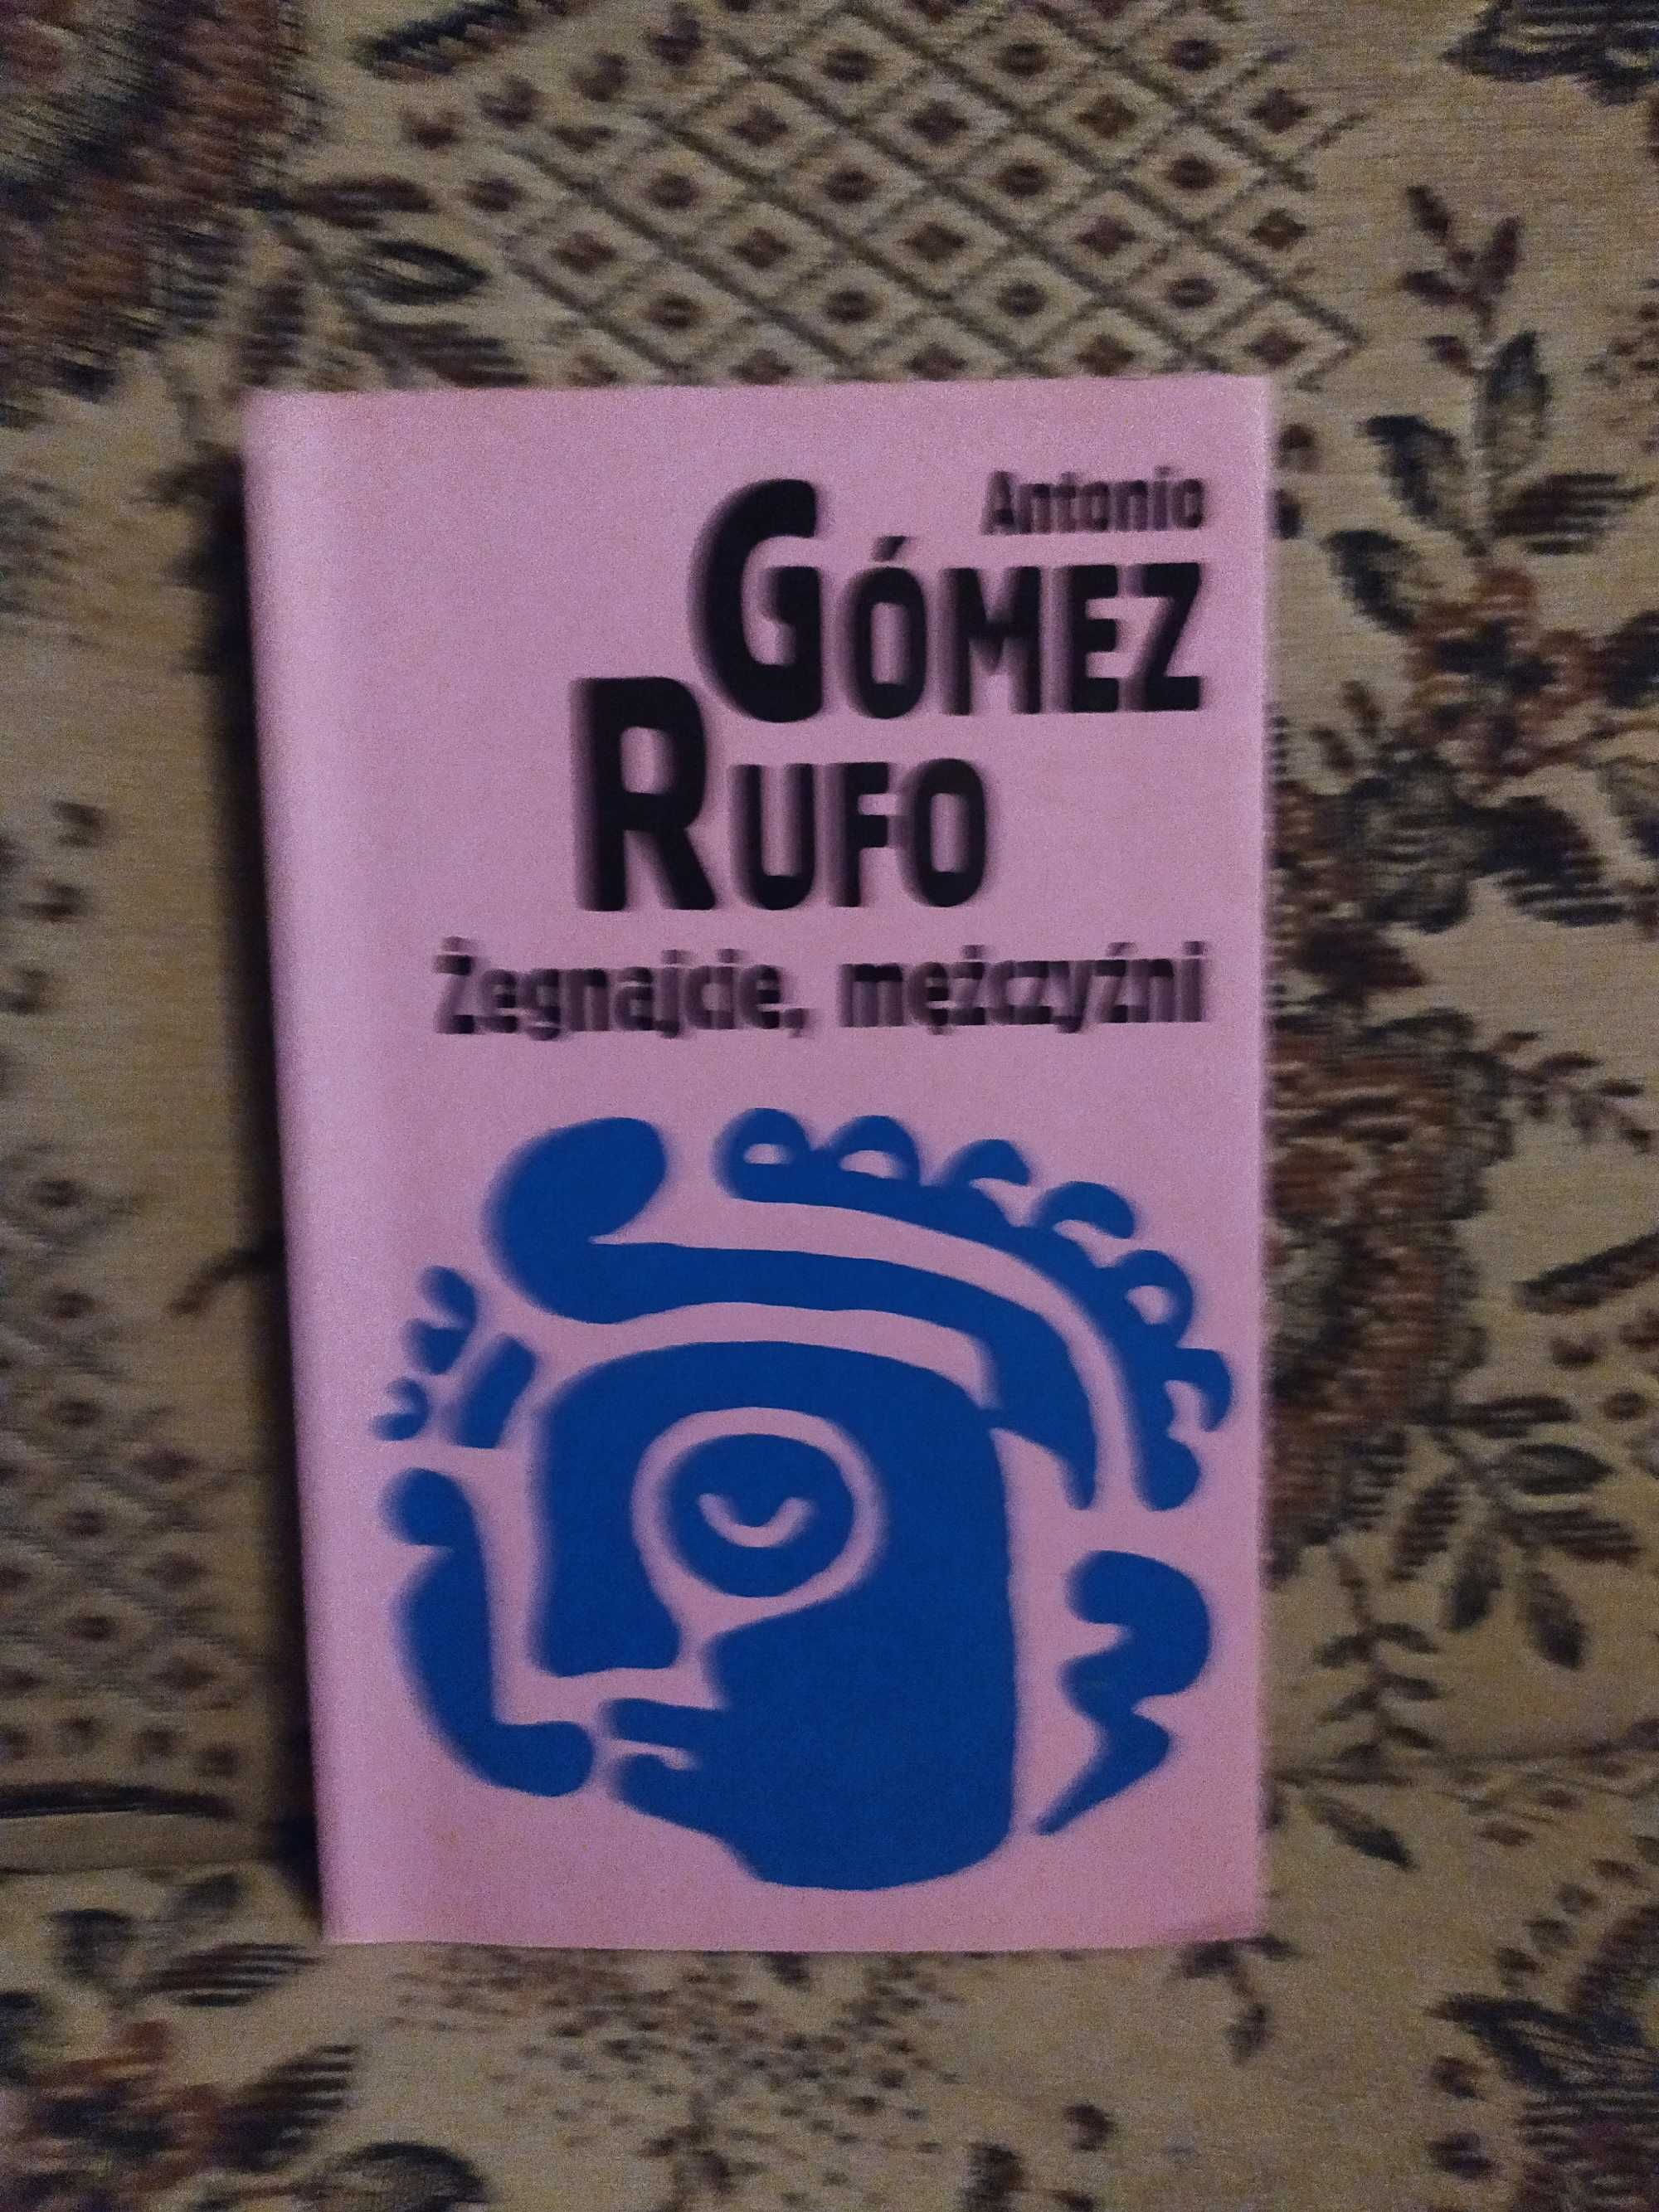 Antonio
GÓMEZ
RUFO
Żegnajcie, mężczyźni